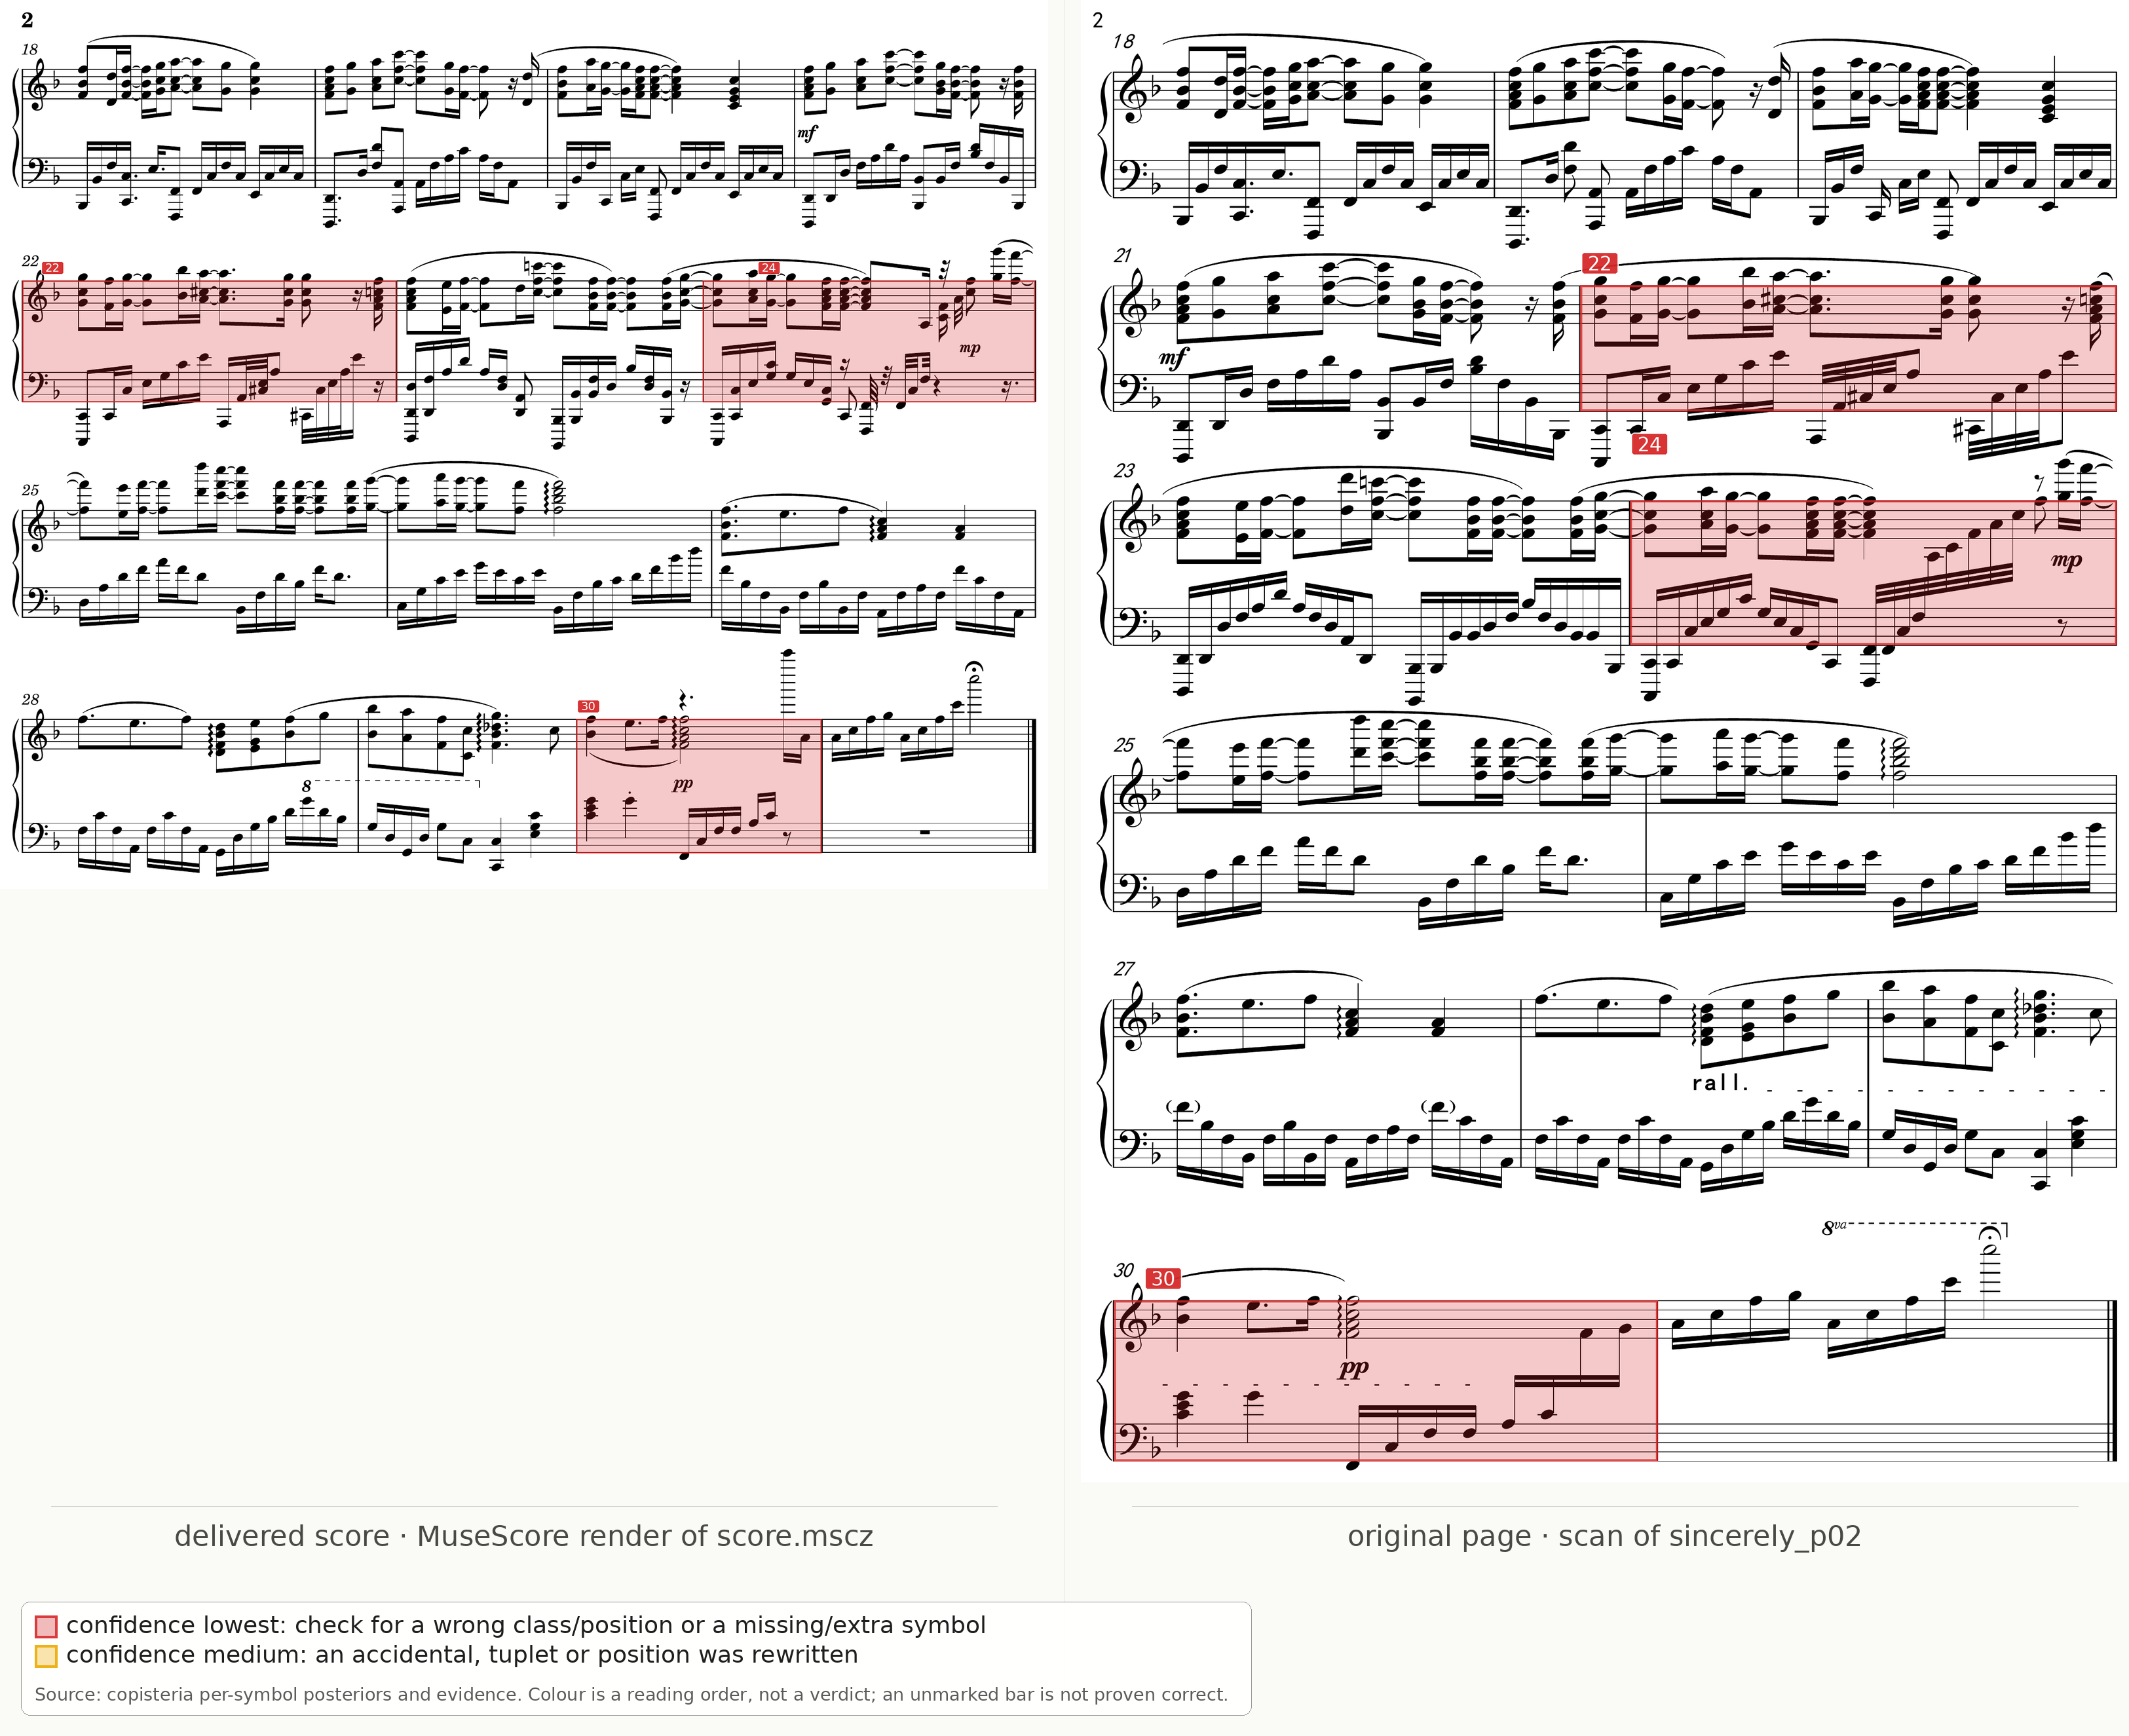 2
18
mf
22
22
24
mp
25
28
8
30
pp
delivered score · MuseScore render of score.mscz
2
18
21
mf
22
24
23
mp
25
27
rall.
30
30
pp
8va
original page · scan of sincerely_p02
confidence lowest: check for a wrong class/position or a missing/extra symbol
confidence medium: an accidental, tuplet or position was rewritten
Source: copisteria per-symbol posteriors and evidence. Colour is a reading order, not a verdict; an unmarked bar is not proven correct.